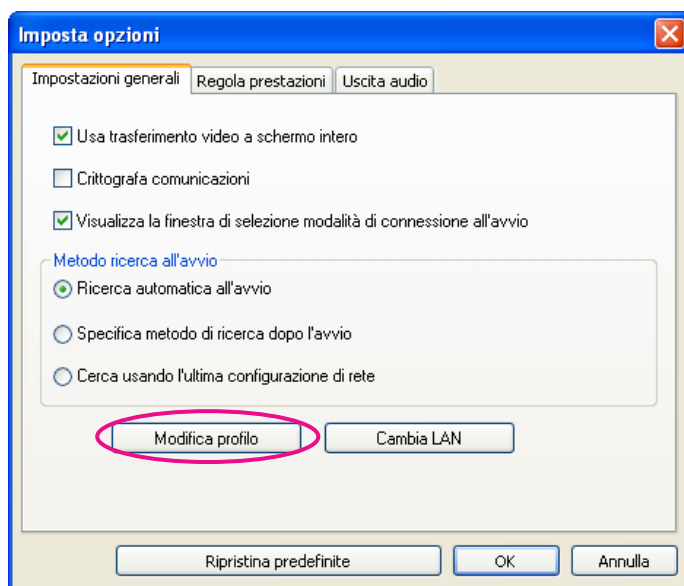 Imposta opzioni
Impostazioni generali Regola prestazioni Uscita audio
Usa trasferimento video a schermo intero
Crittografa comunicazioni
Visualizza la finestra di selezione modalità di connessione all'avvio
Metodo ricerca all'avvio
Ricerca automatica all'avvio
Specifica metodo di ricerca dopo l'avvio
Cerca usando l'ultima configurazione di rete
Modifica profilo Cambia LAN
Ripristina predefinite OK Annulla